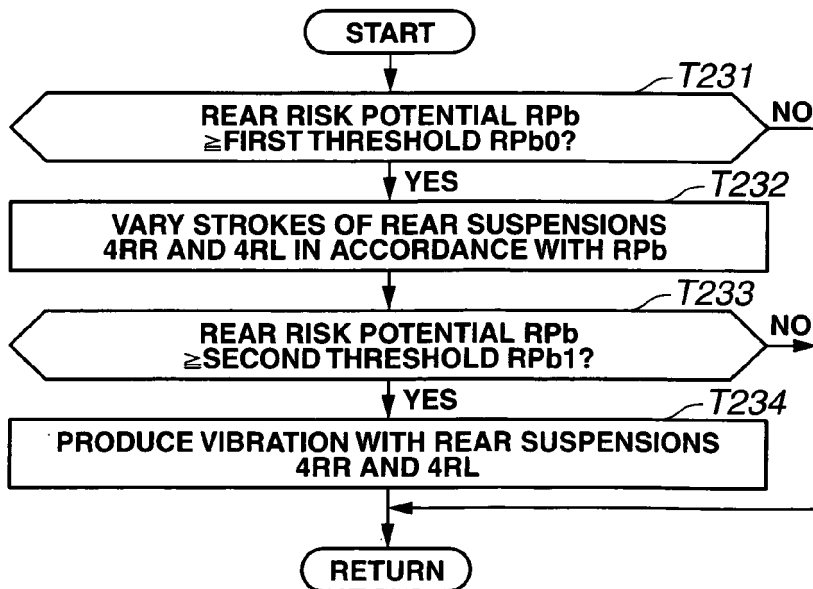 START
T231
REAR RISK POTENTIAL RPb
≧FIRST THRESHOLD RPb0?
NO
YES
T232
VARY STROKES OF REAR SUSPENSIONS
4RR AND 4RL IN ACCORDANCE WITH RPb
T233
REAR RISK POTENTIAL RPb
≧SECOND THRESHOLD RPb1?
NO
YES
T234
PRODUCE VIBRATION WITH REAR SUSPENSIONS
4RR AND 4RL
RETURN